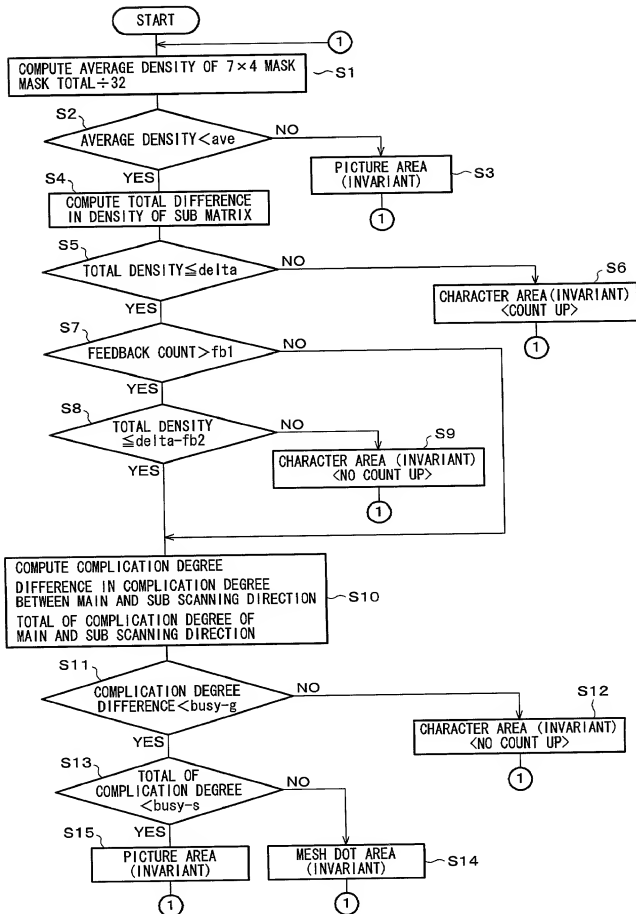 START
1
COMPUTE AVERAGE DENSITY OF 7×4 MASK
MASK TOTAL÷32
S1
S2
AVERAGE DENSITY<ave
NO
YES
PICTURE AREA
(INVARIANT)
S3
1
S4
COMPUTE TOTAL DIFFERENCE
IN DENSITY OF SUB MATRIX
S5
TOTAL DENSITY≦delta
NO
YES
S6
CHARACTER AREA(INVARIANT)
<COUNT UP>
1
S7
FEEDBACK COUNT>fb1
NO
YES
S8
TOTAL DENSITY
≦delta-fb2
NO
YES
S9
CHARACTER AREA (INVARIANT)
<NO COUNT UP>
1
COMPUTE COMPLICATION DEGREE
DIFFERENCE IN COMPLICATION DEGREE
BETWEEN MAIN AND SUB SCANNING DIRECTION
TOTAL OF COMPLICATION DEGREE OF
MAIN AND SUB SCANNING DIRECTION
S10
S11
COMPLICATION DEGREE
DIFFERENCE<busy-g
NO
YES
S12
CHARACTER AREA (INVARIANT)
<NO COUNT UP>
1
S13
TOTAL OF
COMPLICATION DEGREE
<busy-s
NO
YES
S15
PICTURE AREA
(INVARIANT)
1
MESH DOT AREA
(INVARIANT)
S14
1